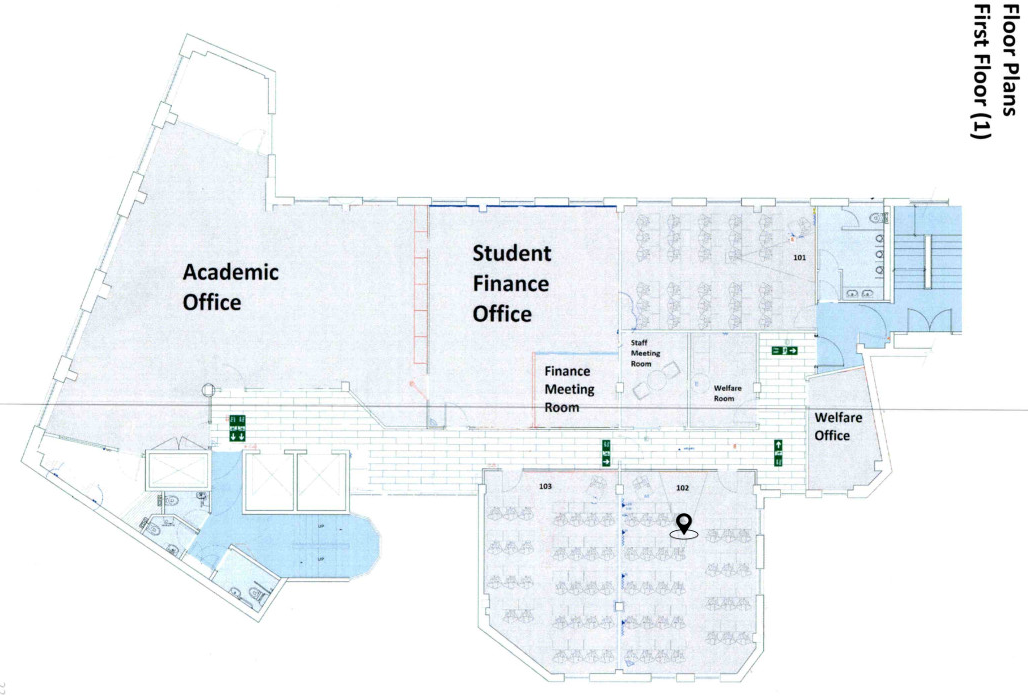 Floor Plans
First Floor (1)
Academic
Office
Student
Finance
Office
101
Staff
Meeting
Room
Finance
Meeting
Room
Welfare
Room
Welfare
Office
103
102